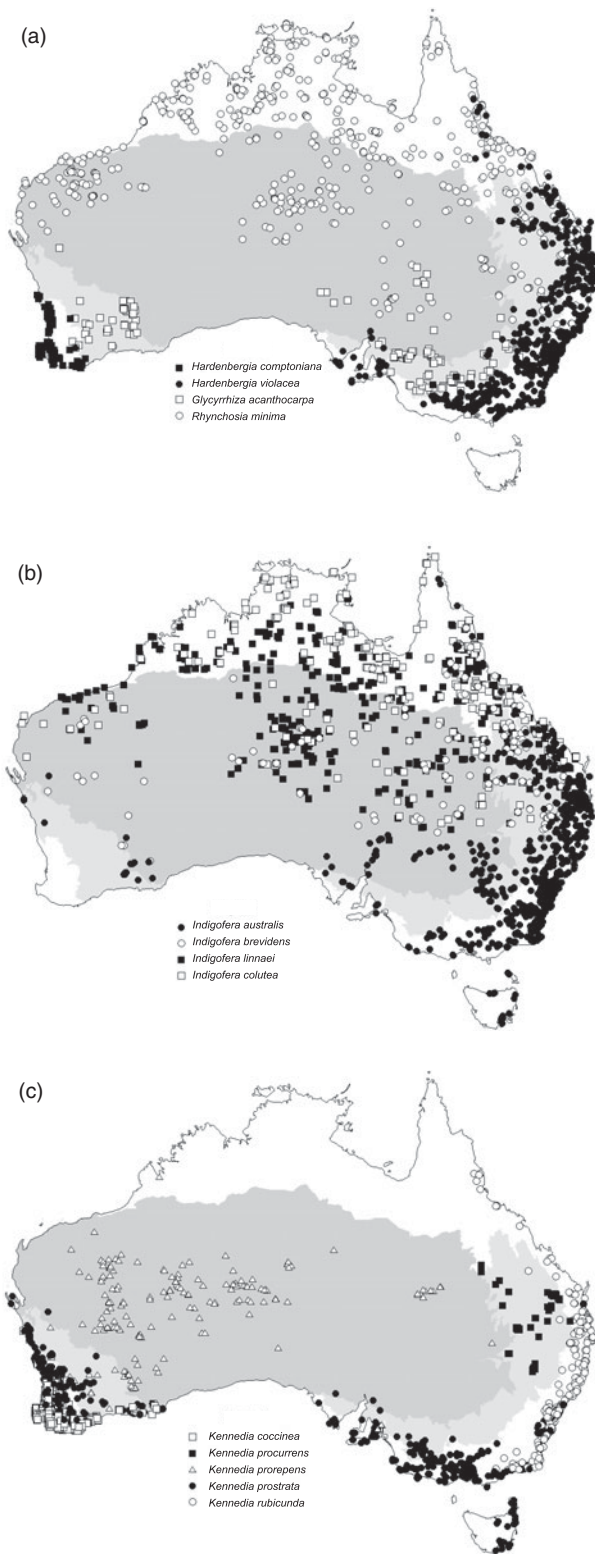 (a)
Hardenbergia comptoniana
Hardenbergia violacea
Glycyrrhiza acanthocarpa
Rhynchosia minima
(b)
Indigofera australis
Indigofera brevidens
Indigofera linnaei
Indigofera colutea
(c)
Kennedia coccinea
Kennedia procurrens
Kennedia prorepens
Kennedia prostrata
Kennedia rubicunda